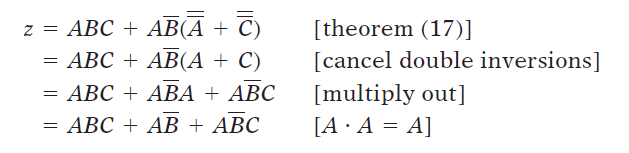 z = ABC + AB̅(A̿ + C̿) [theorem (17)]
= ABC + AB̅(A + C) [cancel double inversions]
= ABC + AB̅A + AB̅C [multiply out]
= ABC + AB̅ + AB̅C [A · A = A]